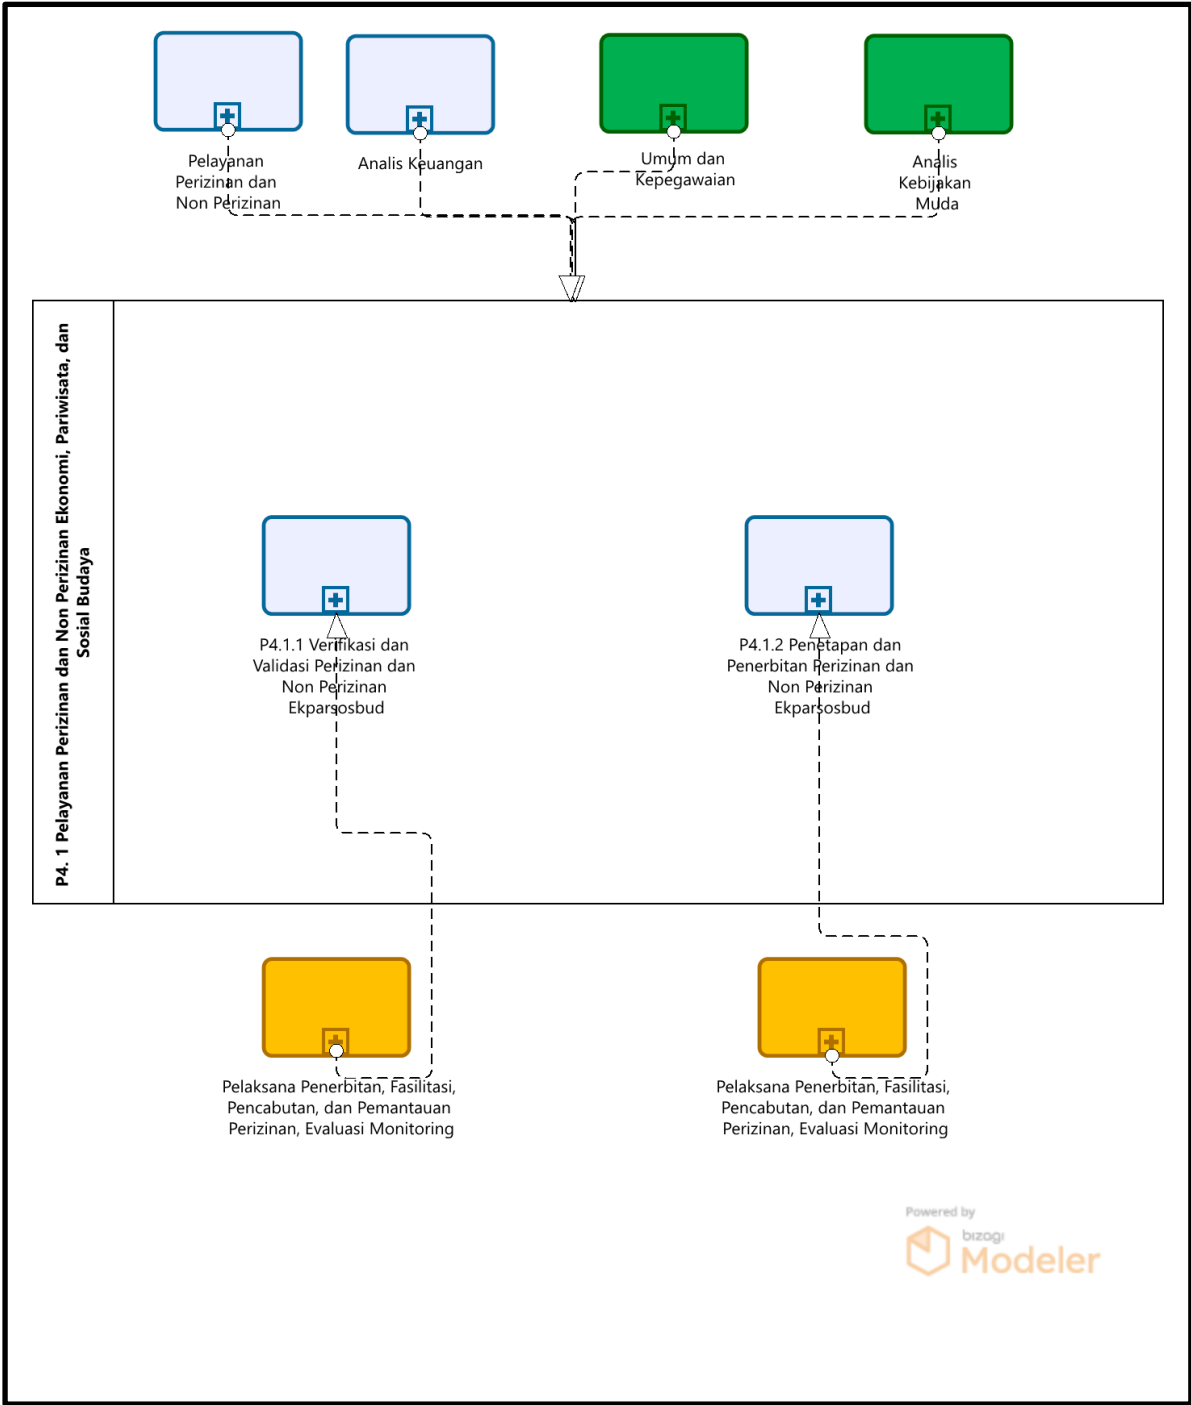 Pelayanan
Perizinan dan
Non Perizinan
Analis Keuangan
Umum dan
Kepegawaian
Analis
Kebijakan
Muda
P4. 1 Pelayanan Perizinan dan Non Perizinan Ekonomi, Pariwisata, dan
Sosial Budaya
P4.1.1 Verifikasi dan
Validasi Perizinan dan
Non Perizinan
Ekparsosbud
P4.1.2 Penetapan dan
Penerbitan Perizinan dan
Non Perizinan
Ekparsosbud
Pelaksana Penerbitan, Fasilitasi,
Pencabutan, dan Pemantauan
Perizinan, Evaluasi Monitoring
Pelaksana Penerbitan, Fasilitasi,
Pencabutan, dan Pemantauan
Perizinan, Evaluasi Monitoring
Powered by
bizagi
Modeler